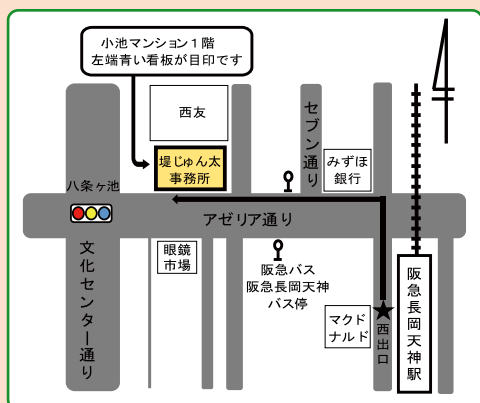 小池マンション１階
左端青い看板が目印です
西友
堤じゅん太
事務所
八条ヶ池
セブン通り
みずほ
銀行
アゼリア通り
文化センター通り
眼鏡
市場
阪急バス
阪急長岡天神
バス停
マクド
ナルド
西出口
阪急長岡天神駅